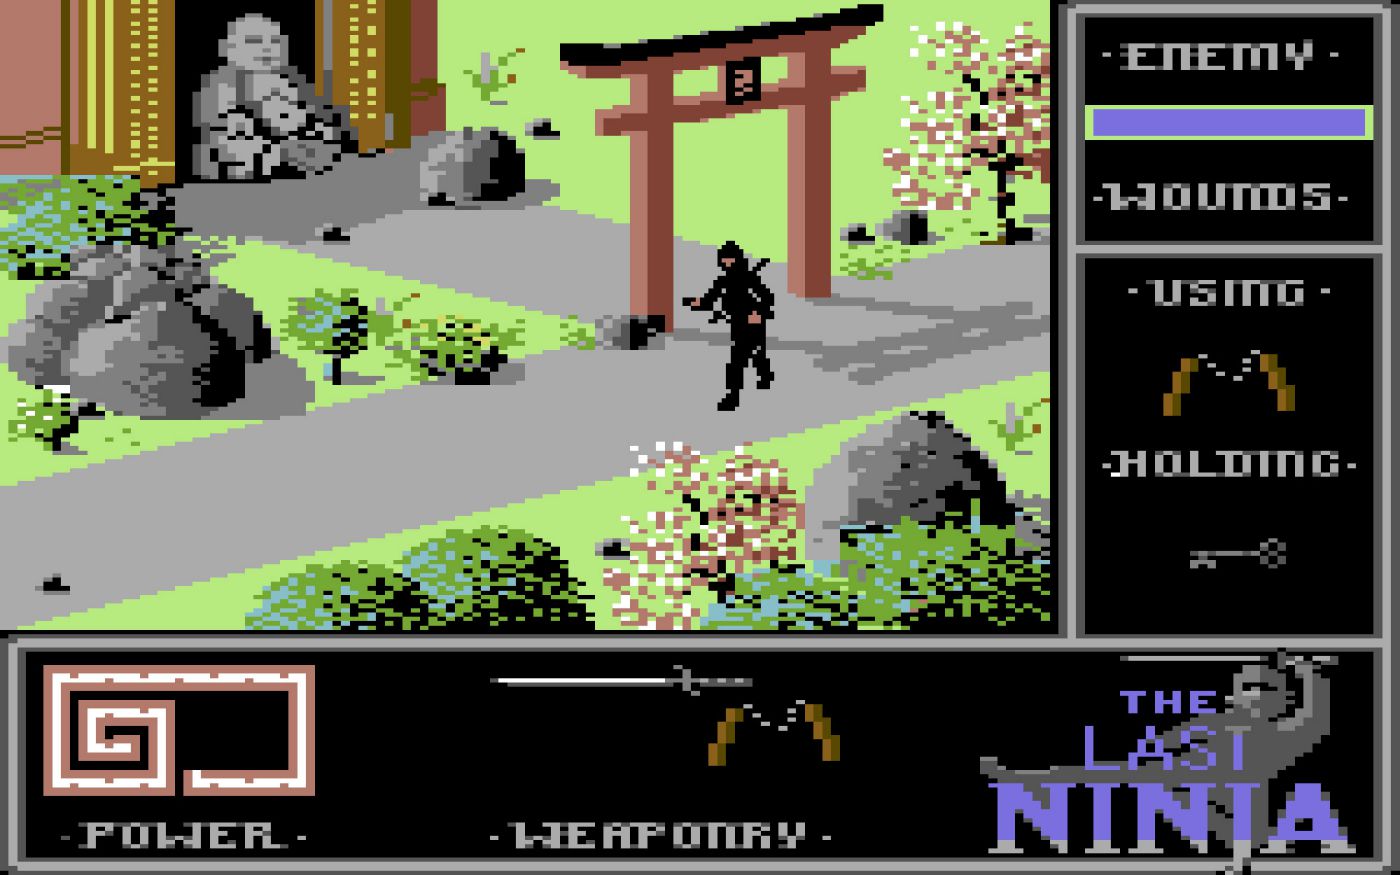 ·ENEMY·
·WOUNDS·
·USING·
·HOLDING·
·POWER·
·WEAPONRY·
THE
LAST
NINJA